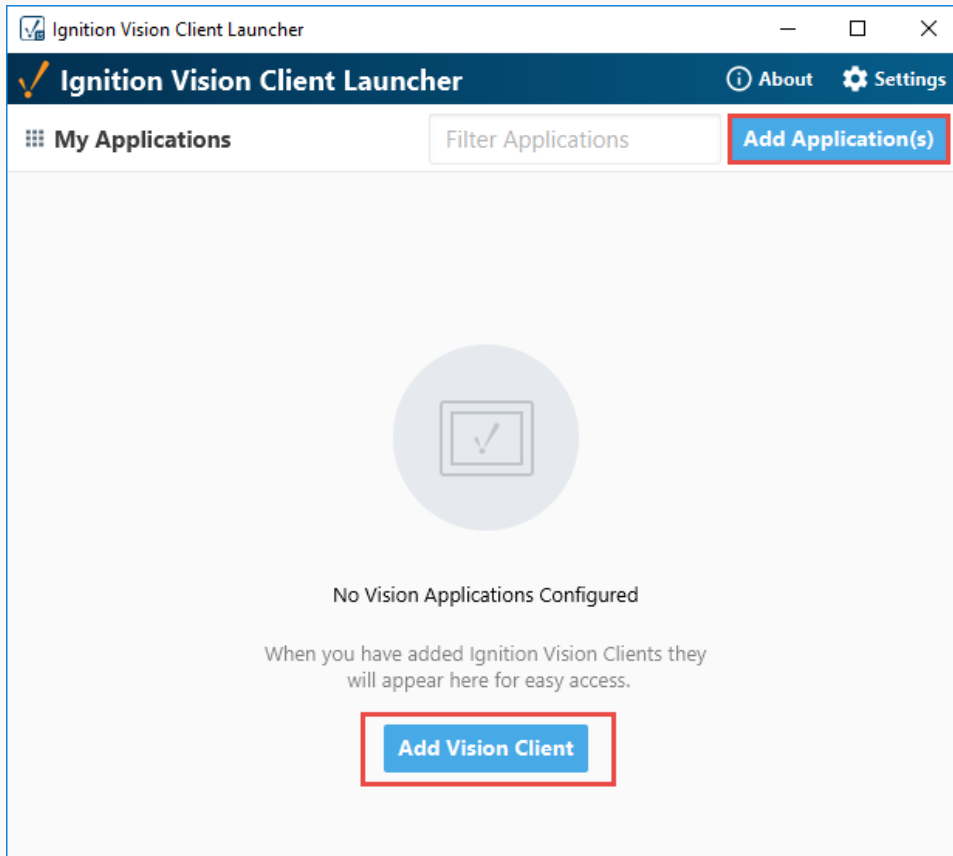 Ignition Vision Client Launcher
Ignition Vision Client Launcher About Settings
My Applications Filter Applications Add Application(s)
No Vision Applications Configured
When you have added Ignition Vision Clients they
will appear here for easy access.
Add Vision Client